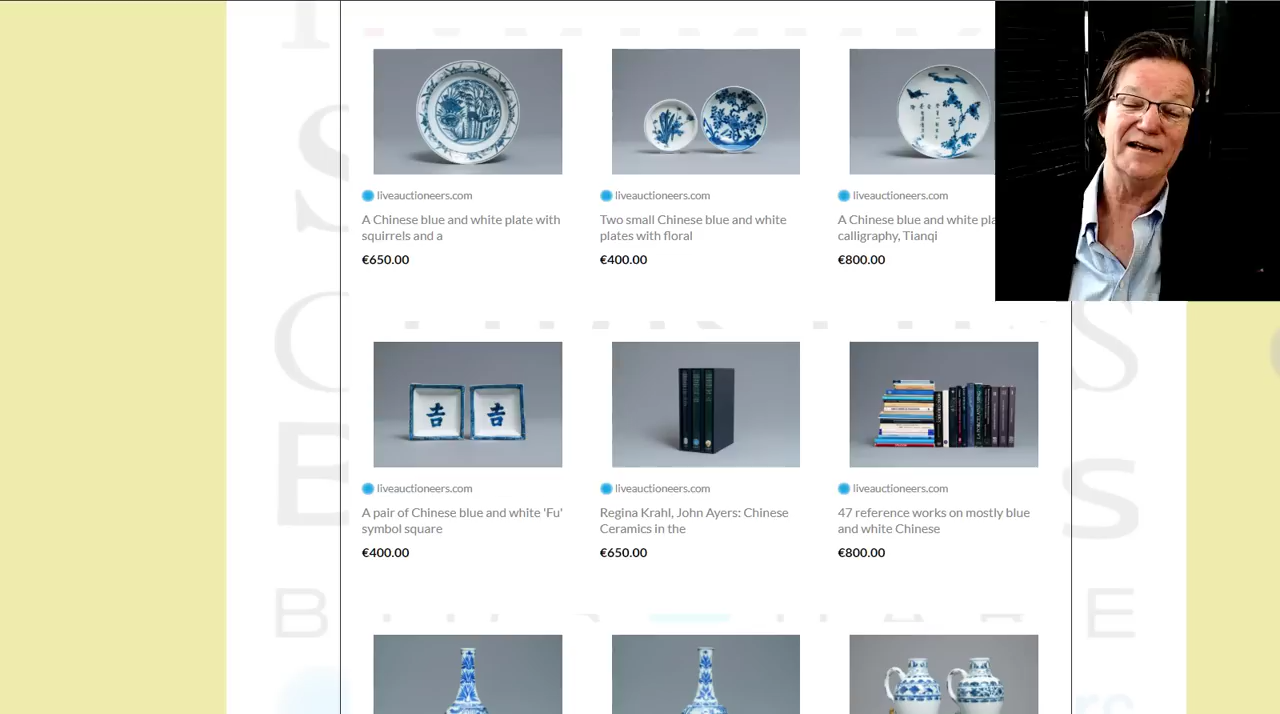 liveauctioneers.com
A Chinese blue and white plate with
squirrels and a
€650.00
liveauctioneers.com
Two small Chinese blue and white
plates with floral
€400.00
liveauctioneers.com
A Chinese blue and white pla
calligraphy, Tianqi
€800.00
吉 吉
liveauctioneers.com
A pair of Chinese blue and white 'Fu'
symbol square
€400.00
liveauctioneers.com
Regina Krahl, John Ayers: Chinese
Ceramics in the
€650.00
liveauctioneers.com
47 reference works on mostly blue
and white Chinese
€800.00